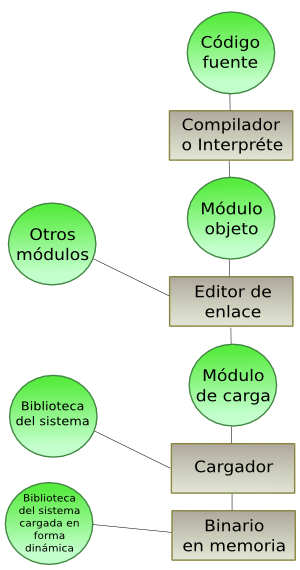 Código
fuente
Compilador
o Intérprete
Módulo
objeto
Otros
módulos
Editor de
enlace
Módulo
de carga
Biblioteca
del sistema
Cargador
Biblioteca
del sistema
cargada en
forma
dinámica
Binario
en memoria